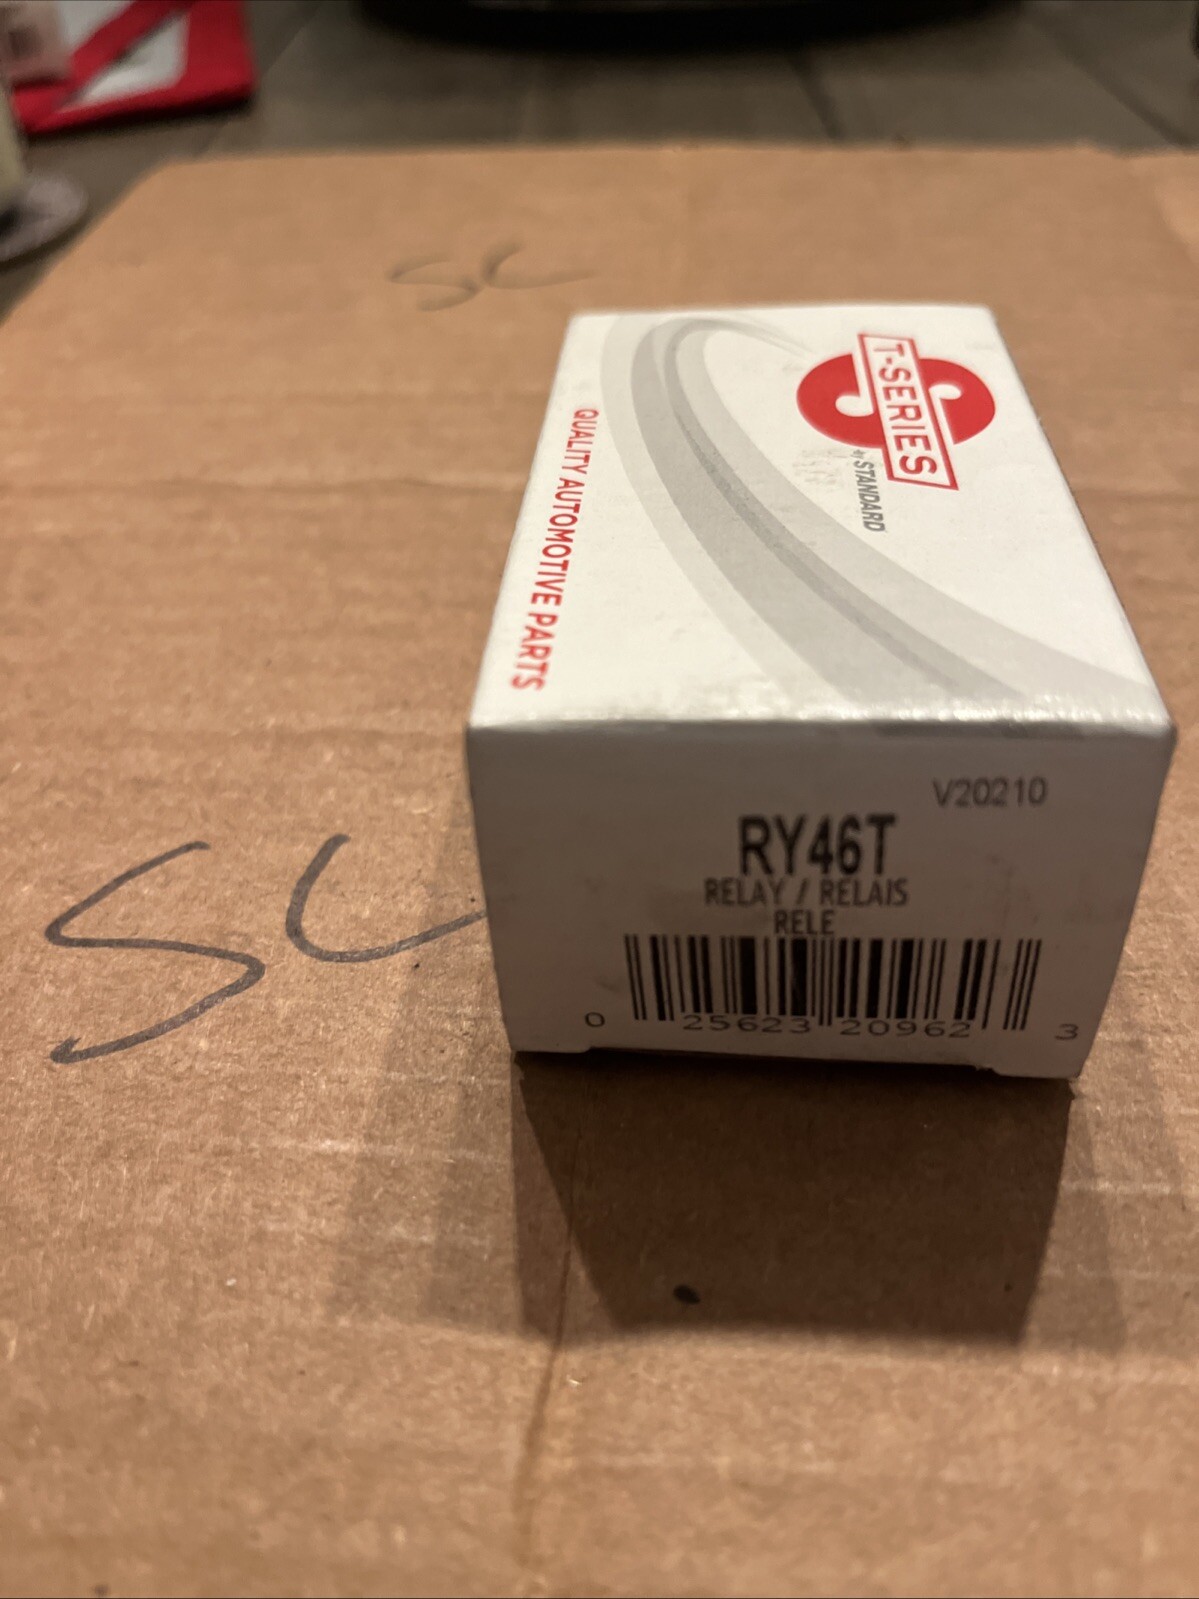 SC
T-SERIES
by STANDARD
QUALITY AUTOMOTIVE PARTS
V20210
RY46T
RELAY / RELAIS
RELE
0 25623 20962 3
SC